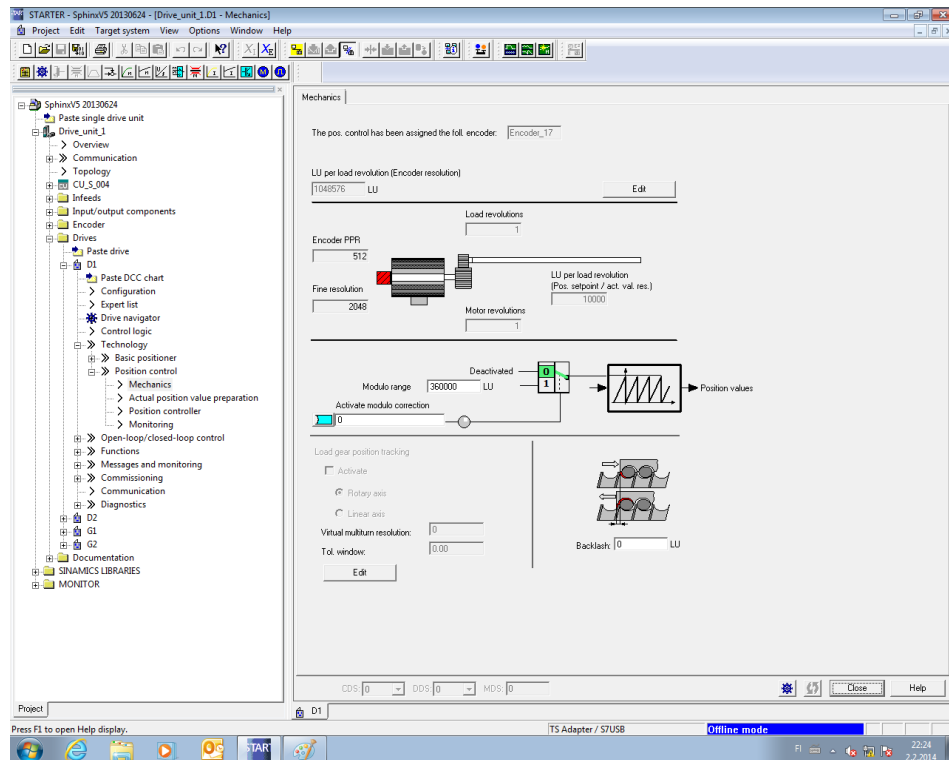 STARTER - SphinxV5 20130624 - [Drive_unit_1.D1 - Mechanics]
Project Edit Target system View Options Window Help
SphinxV5 20130624
Paste single drive unit
Drive_unit_1
Overview
Communication
Topology
CU_S_004
Infeeds
Input/output components
Encoder
Drives
Paste drive
D1
Paste DCC chart
Configuration
Expert list
Drive navigator
Control logic
Technology
Basic positioner
Position control
Mechanics
Actual position value preparation
Position controller
Monitoring
Open-loop/closed-loop control
Functions
Messages and monitoring
Commissioning
Communication
Diagnostics
D2
G1
G2
Documentation
SINAMICS LIBRARIES
MONITOR
Project
Mechanics
The pos. control has been assigned the foll. encoder: Encoder_17
LU per load revolution (Encoder resolution)
1048576 LU Edit
Load revolutions
1
Encoder PPR
512
LU per load revolution
(Pos. setpoint / act. val. res.)
10000
Fine resolution
2048
Motor revolutions
1
Deactivated 0
Modulo range 360000 LU 1
Position values
Activate modulo correction
0
Load gear position tracking
Activate
Rotary axis
Linear axis
Virtual multiturn resolution: 0
Tol. window: 0.00
Edit
Backlash: 0 LU
CDS: 0 DDS: 0 MDS: 0
Close Help
D1
Press F1 to open Help display. TS Adapter / S7USB Offline mode
START
FI 22:24
2.2.2014